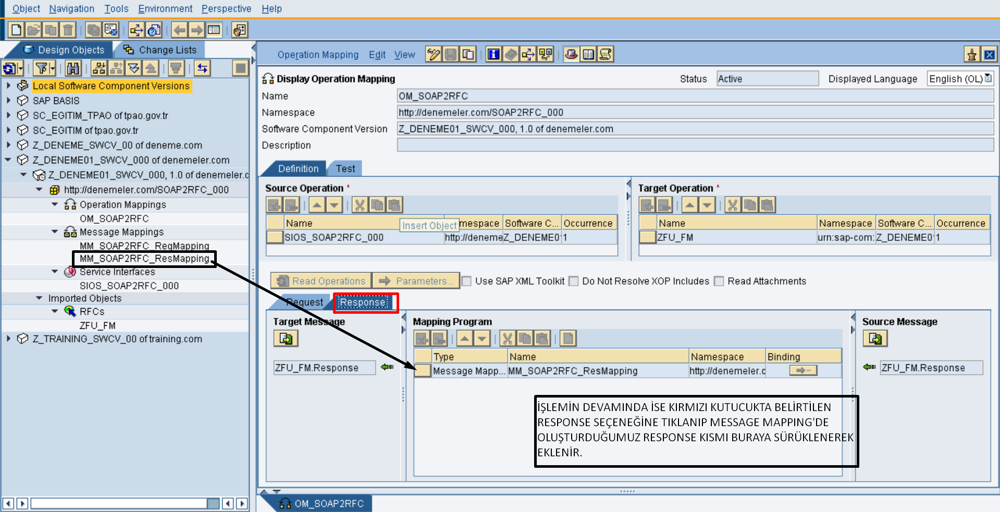 Object Navigation Tools Environment Perspective Help
Design Objects Change Lists
Local Software Component Versions
SAP BASIS
SC_EGITIM_TPAO of tpao.gov.tr
SC_EGITIM of tpao.gov.tr
Z_DENEME_SWCV_00 of deneme.com
Z_DENEME01_SWCV_000 of denemeler.com
Z_DENEME01_SWCV_000, 1.0 of denemeler.c
http://denemeler.com/SOAP2RFC_000
Operation Mappings
OM_SOAP2RFC
Message Mappings
MM_SOAP2RFC_ReqMapping
MM_SOAP2RFC_ResMapping
Service Interfaces
SIOS_SOAP2RFC_000
Imported Objects
RFCs
ZFU_FM
Z_TRAINING_SWCV_00 of training.com
Operation Mapping Edit View
Display Operation Mapping Status Active Displayed Language English (OL)
Name OM_SOAP2RFC
Namespace http://denemeler.com/SOAP2RFC_000
Software Component Version Z_DENEME01_SWCV_000, 1.0 of denemeler.com
Description
Definition Test
Source Operation *
Name Insert Object mespace Software C... Occurrence
SIOS_SOAP2RFC_000 http://deneme Z_DENEME0 1
Target Operation *
Name Namespace Software C... Occurrence
ZFU_FM urn:sap-com: Z_DENEME0 1
Read Operations Parameters... Use SAP XML Toolkit Do Not Resolve XOP Includes Read Attachments
Request Response
Target Message
ZFU_FM.Response
Mapping Program
Type Name Namespace Binding
Message Mapp... MM_SOAP2RFC_ResMapping http://denemeler.c
Source Message
ZFU_FM.Response
İŞLEMİN DEVAMINDA İSE KIRMIZI KUTUCUKTA BELİRTİLEN
RESPONSE SEÇENEĞİNE TIKLANIP MESSAGE MAPPING'DE
OLUŞTURDUĞUMUZ RESPONSE KISMI BURAYA SÜRÜKLENEREK
EKLENİR.
OM_SOAP2RFC